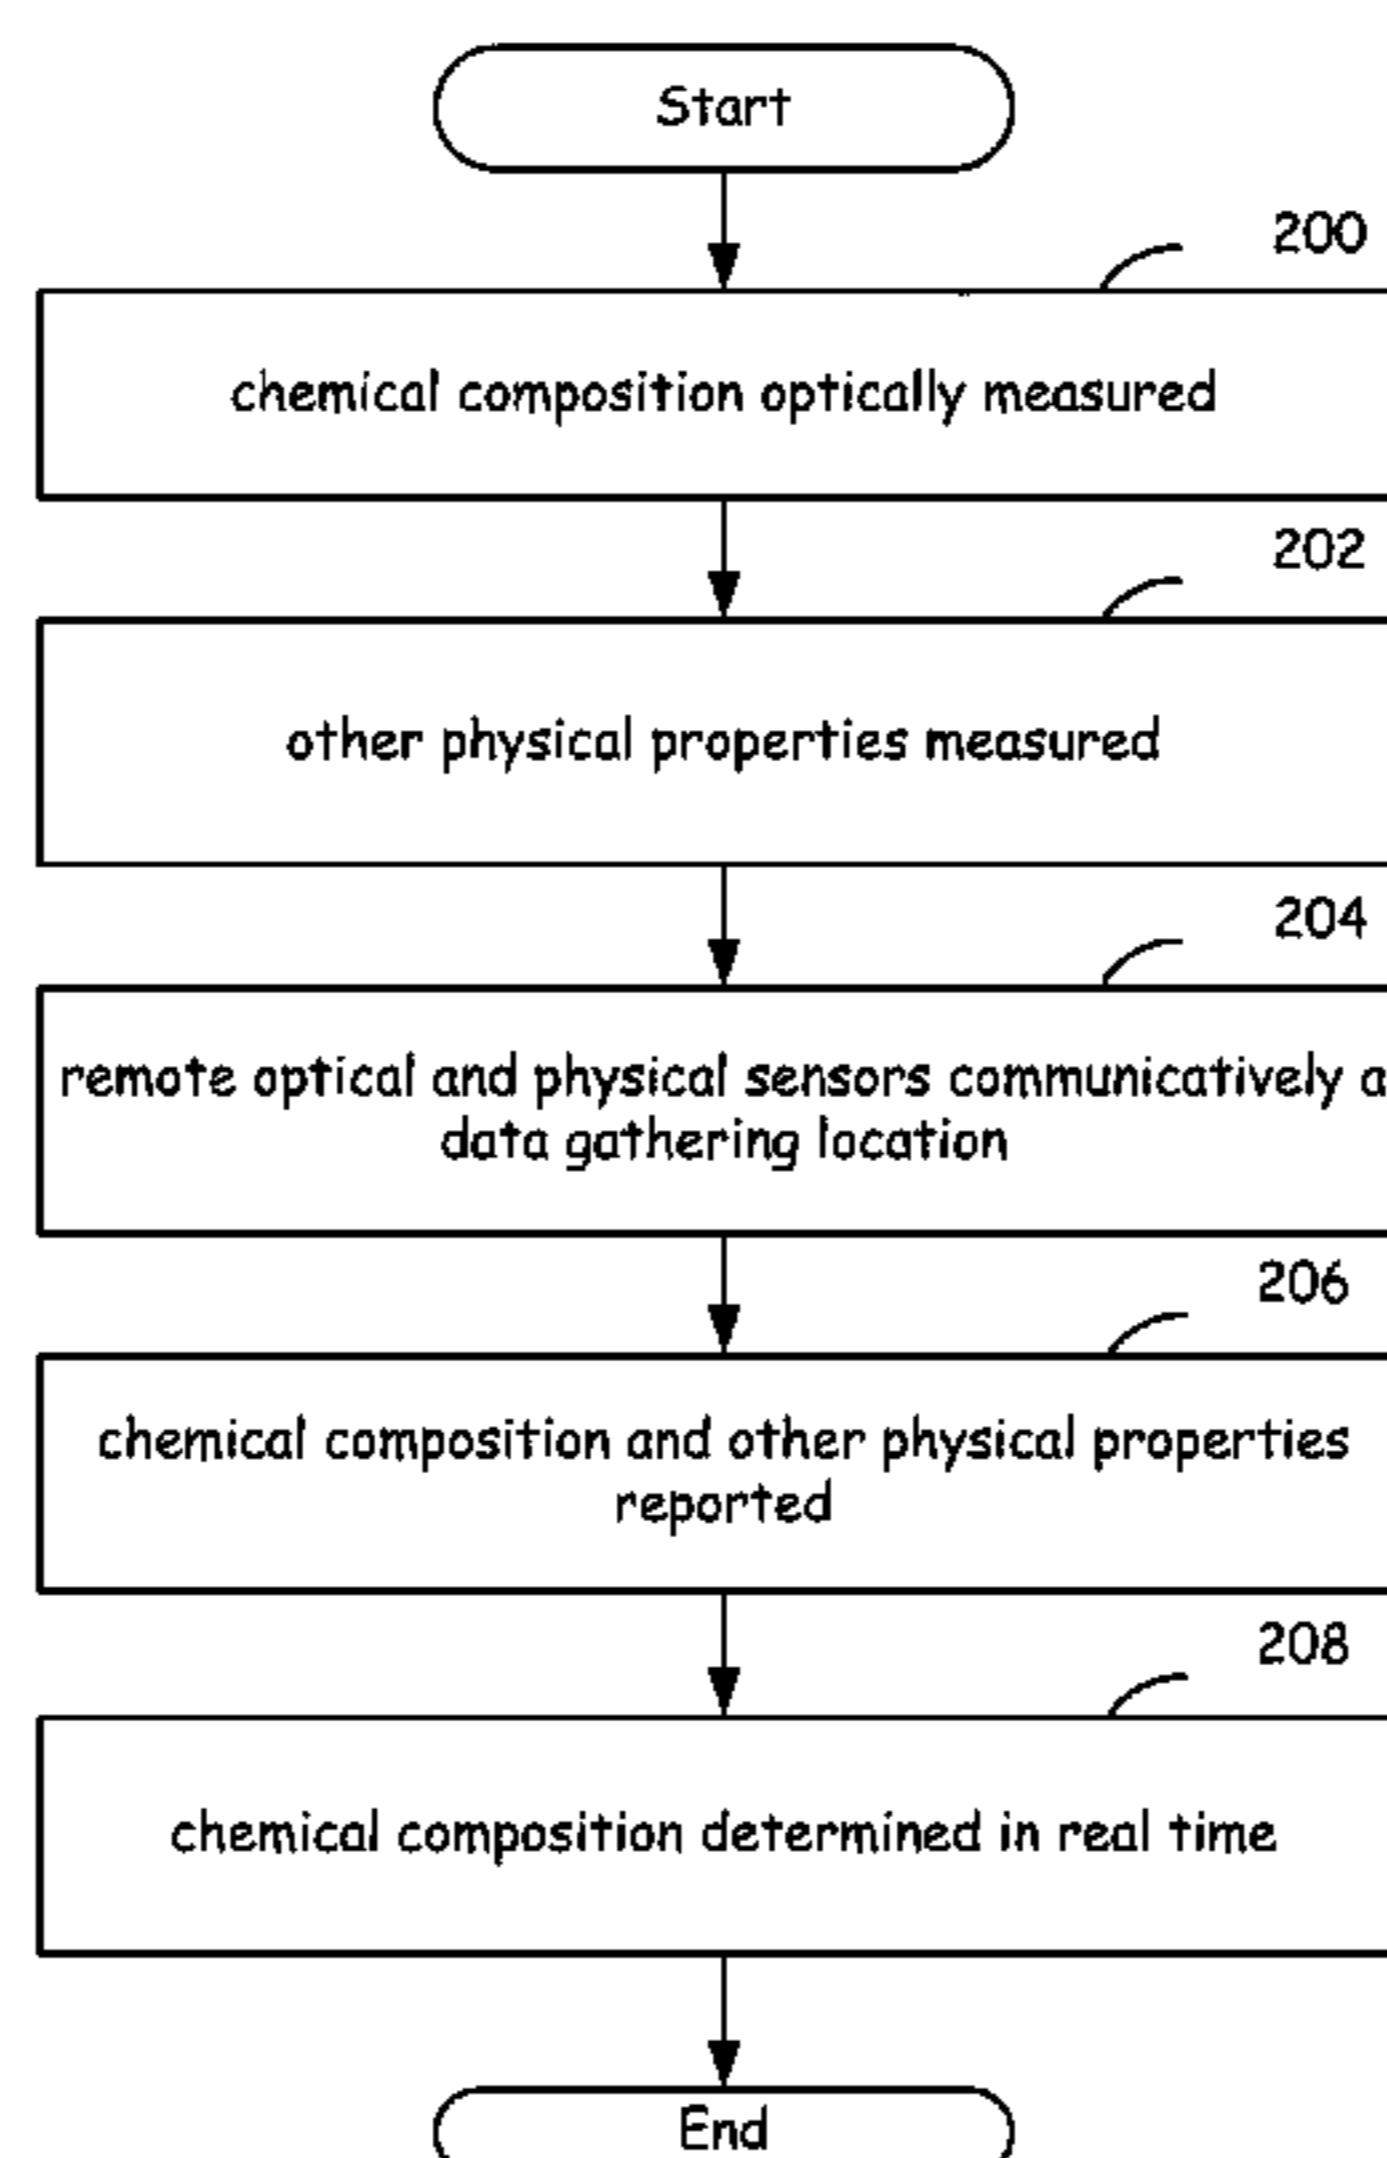 Start
200
chemical composition optically measured
202
other physical properties measured
204
remote optical and physical sensors communicatively
data gathering location
206
chemical composition and other physical properties
reported
208
chemical composition determined in real time
End